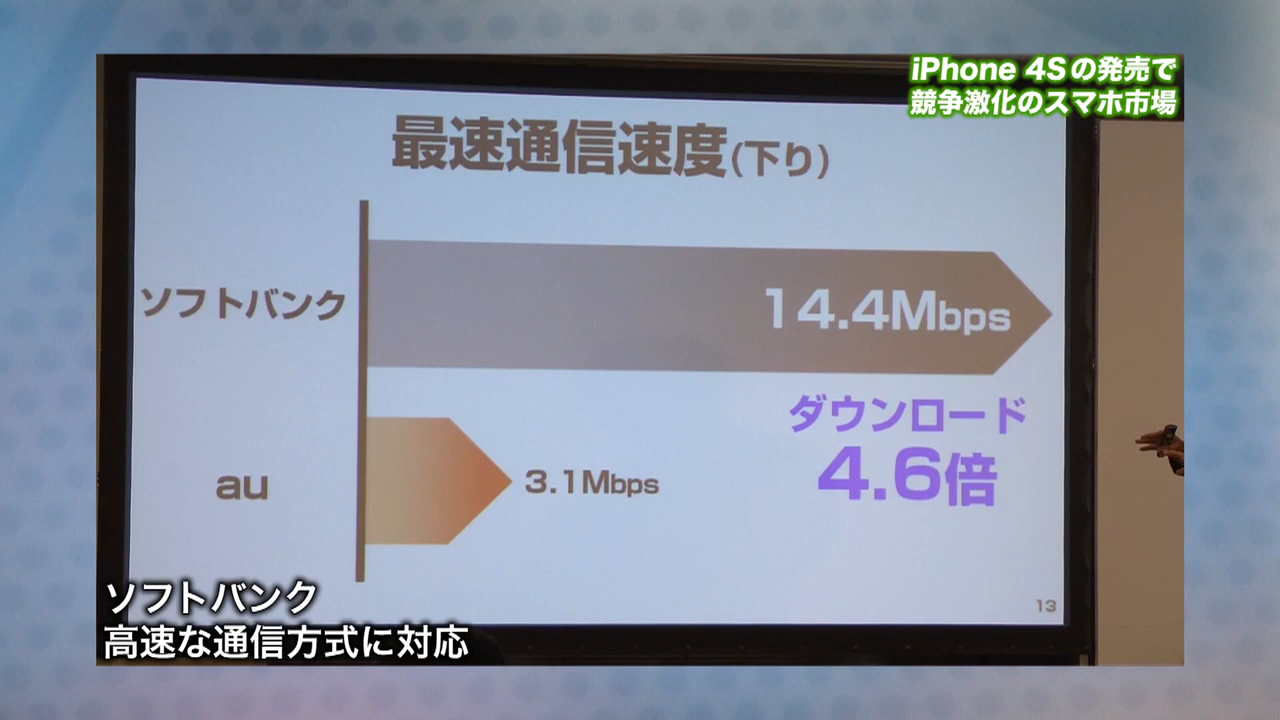 iPhone 4Sの発売で
競争激化のスマホ市場
最速通信速度(下り)
ソフトバンク
14.4Mbps
ダウンロード
4.6倍
au
3.1Mbps
13
ソフトバンク
高速な通信方式に対応